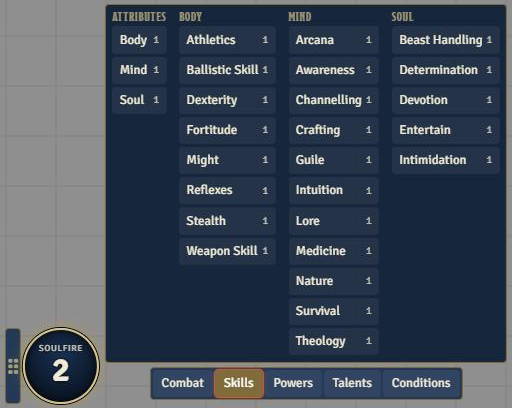 ATTRIBUTES
Body 1
Mind 1
Soul 1
BODY
Athletics 1
Ballistic Skill 1
Dexterity 1
Fortitude 1
Might 1
Reflexes 1
Stealth 1
Weapon Skill 1
MIND
Arcana 1
Awareness 1
Channelling 1
Crafting 1
Guile 1
Intuition 1
Lore 1
Medicine 1
Nature 1
Survival 1
Theology 1
SOUL
Beast Handling 1
Determination 1
Devotion 1
Entertain 1
Intimidation 1
SOULFIRE
2
Combat Skills Powers Talents Conditions